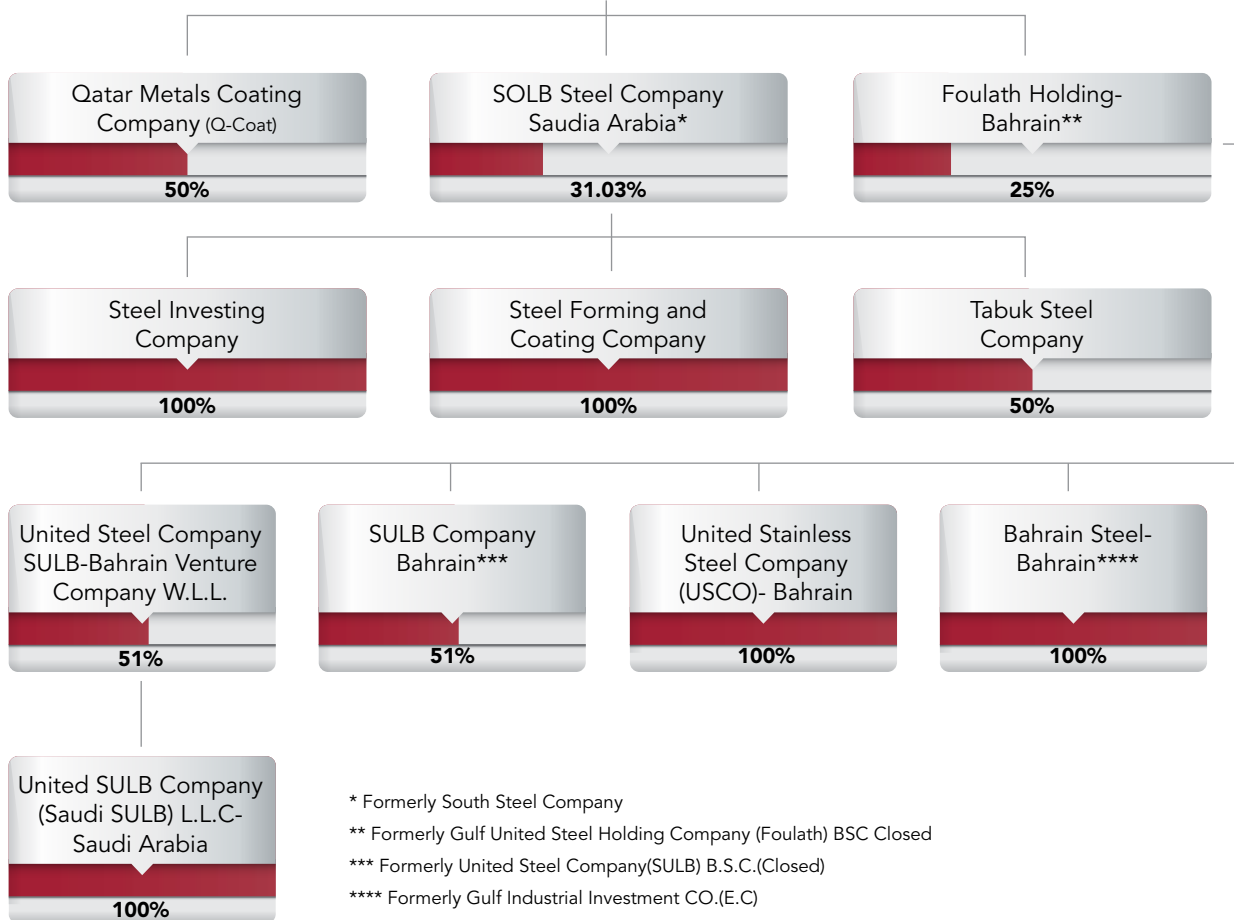 Qatar Metals Coating
Company (Q-Coat)
50%
SOLB Steel Company
Saudia Arabia*
31.03%
Foulath Holding-
Bahrain**
25%
Steel Investing
Company
100%
Steel Forming and
Coating Company
100%
Tabuk Steel
Company
50%
United Steel Company
SULB-Bahrain Venture
Company W.L.L.
51%
SULB Company
Bahrain***
51%
United Stainless
Steel Company
(USCO)- Bahrain
100%
Bahrain Steel-
Bahrain****
100%
United SULB Company
(Saudi SULB) L.L.C-
Saudi Arabia
100%
* Formerly South Steel Company
** Formerly Gulf United Steel Holding Company (Foulath) BSC Closed
*** Formerly United Steel Company(SULB) B.S.C.(Closed)
**** Formerly Gulf Industrial Investment CO.(E.C)